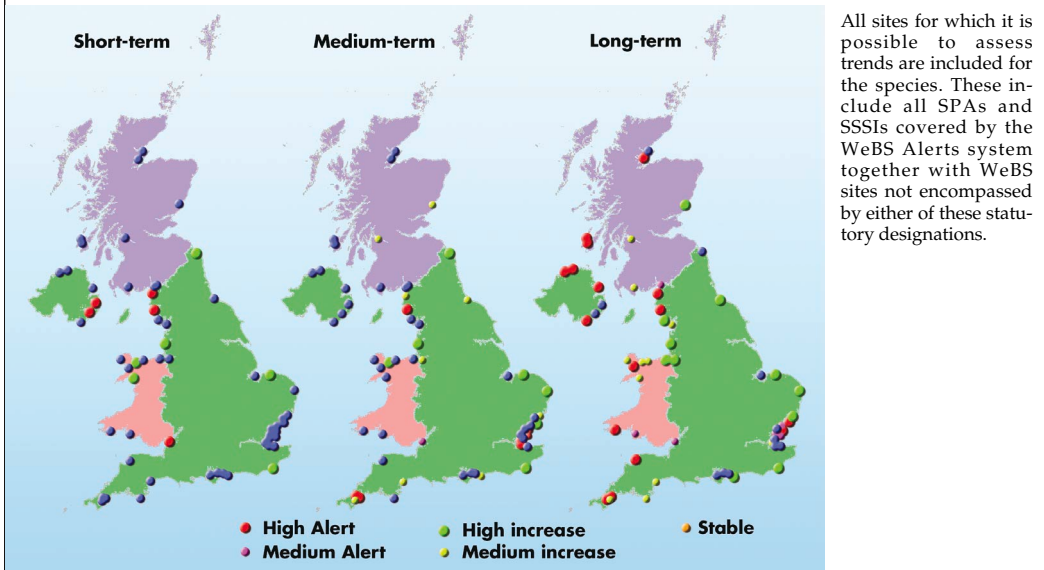 Short-term
Medium-term
Long-term
High Alert
High increase
Stable
Medium Alert
Medium increase
All sites for which it is
possible to assess
trends are included for
the species. These in-
clude all SPAs and
SSSIs covered by the
WeBS Alerts system
together with WeBS
sites not encompassed
by either of these statu-
tory designations.